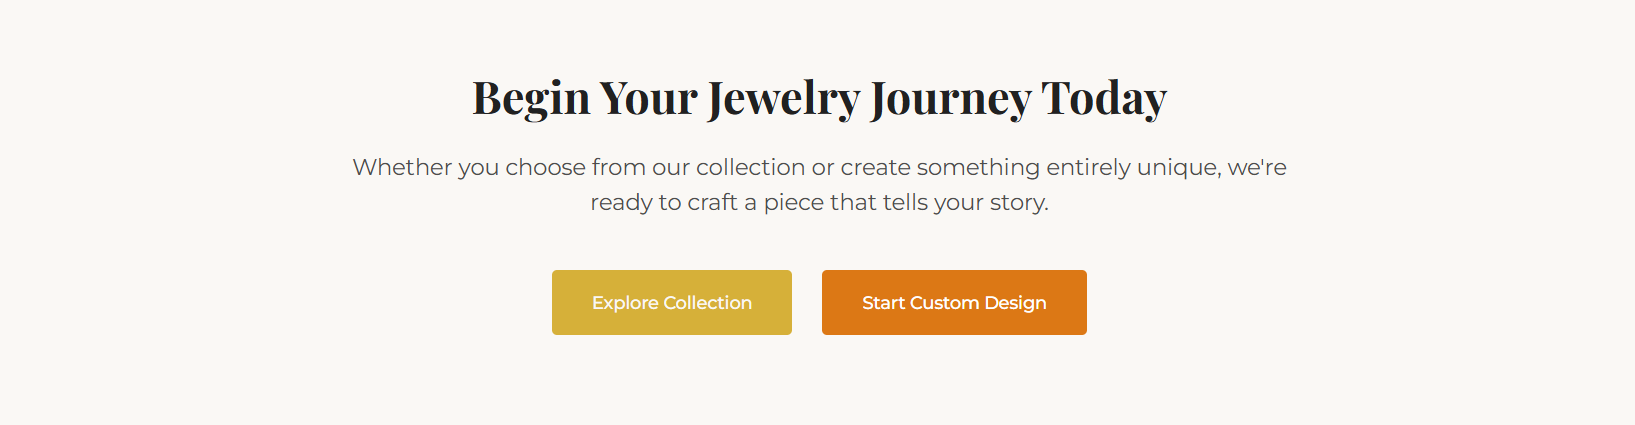 Begin Your Jewelry Journey Today
Whether you choose from our collection or create something entirely unique, we're
ready to craft a piece that tells your story.
Explore Collection
Start Custom Design